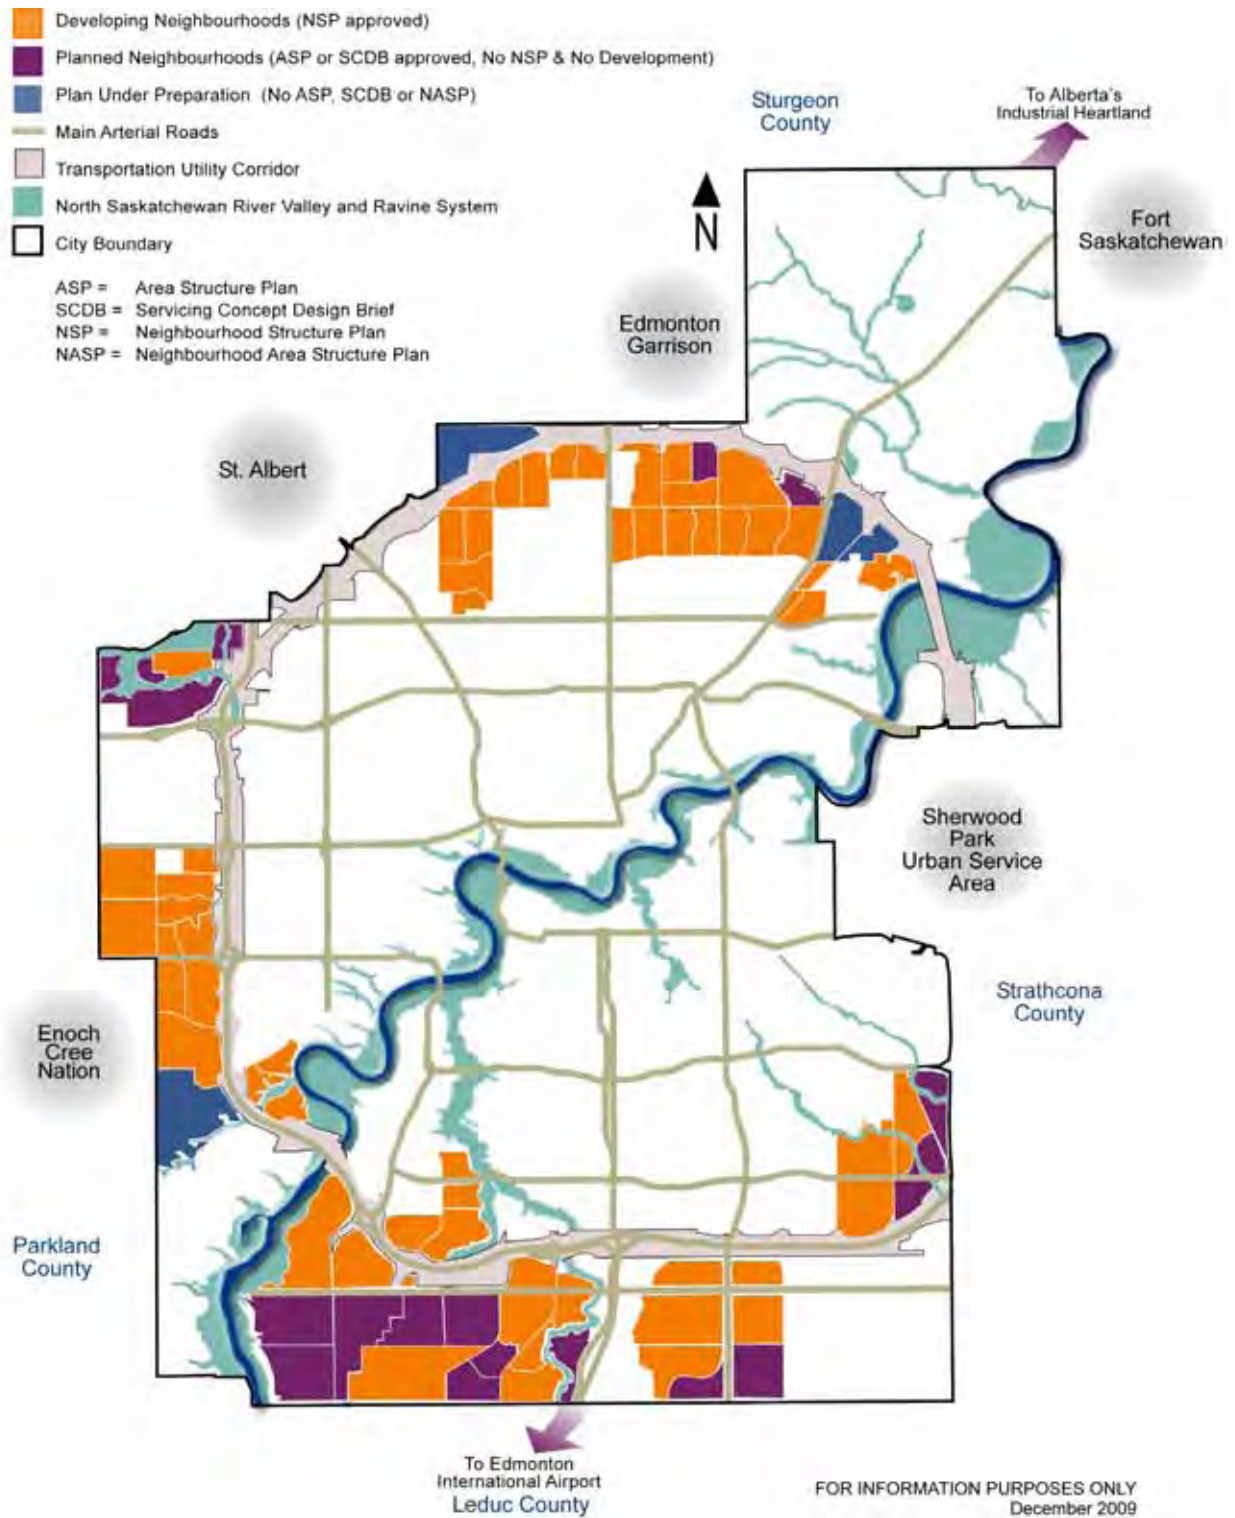 Developing Neighbourhoods (NSP approved)
Planned Neighbourhoods (ASP or SCDB approved, No NSP & No Development)
Plan Under Preparation (No ASP, SCDB or NASP)
Main Arterial Roads
Transportation Utility Corridor
North Saskatchewan River Valley and Ravine System
City Boundary
ASP = Area Structure Plan
SCDB = Servicing Concept Design Brief
NSP = Neighbourhood Structure Plan
NASP = Neighbourhood Area Structure Plan
Sturgeon
County
To Alberta's
Industrial Heartland
N
Fort
Saskatchewan
Edmonton
Garrison
St. Albert
Sherwood
Park
Urban Service
Area
Strathcona
County
Enoch
Cree
Nation
Parkland
County
To Edmonton
International Airport
Leduc County
FOR INFORMATION PURPOSES ONLY
December 2009